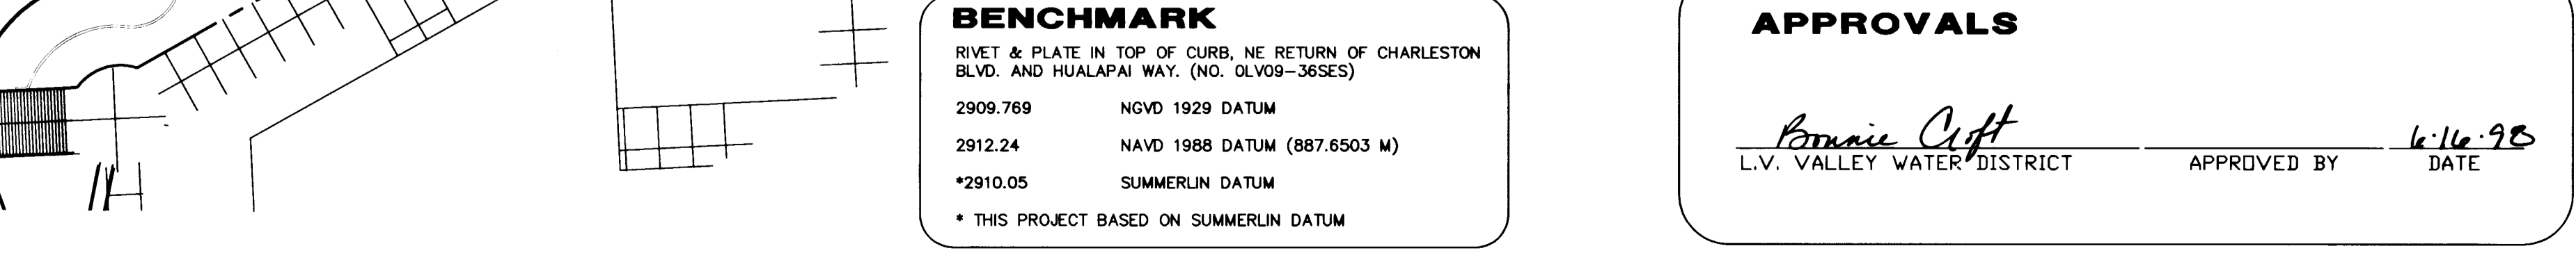 BENCHMARK
RIVET & PLATE IN TOP OF CURB, NE RETURN OF CHARLESTON
BLVD. AND HUALAPAI WAY. (NO. 0LV09-36SES)
2909.769 NGVD 1929 DATUM
2912.24 NAVD 1988 DATUM (887.6503 M)
*2910.05 SUMMERLIN DATUM
* THIS PROJECT BASED ON SUMMERLIN DATUM
APPROVALS
Bonnie Croft 6·16·98
L.V. VALLEY WATER DISTRICT APPROVED BY DATE